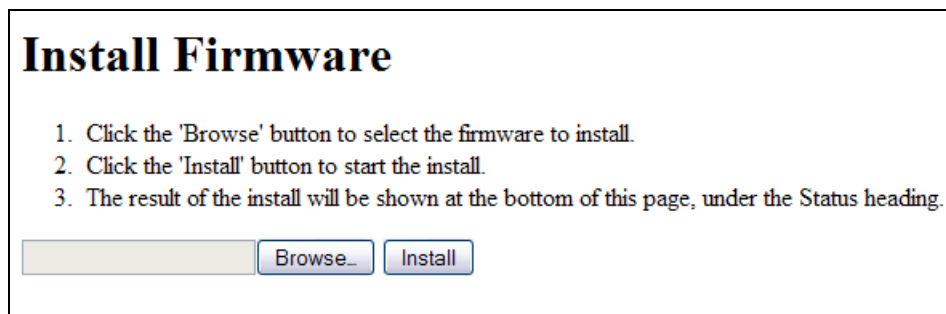 Install Firmware
1. Click the 'Browse' button to select the firmware to install.
2. Click the 'Install' button to start the install.
3. The result of the install will be shown at the bottom of this page, under the Status heading.
Browse... Install